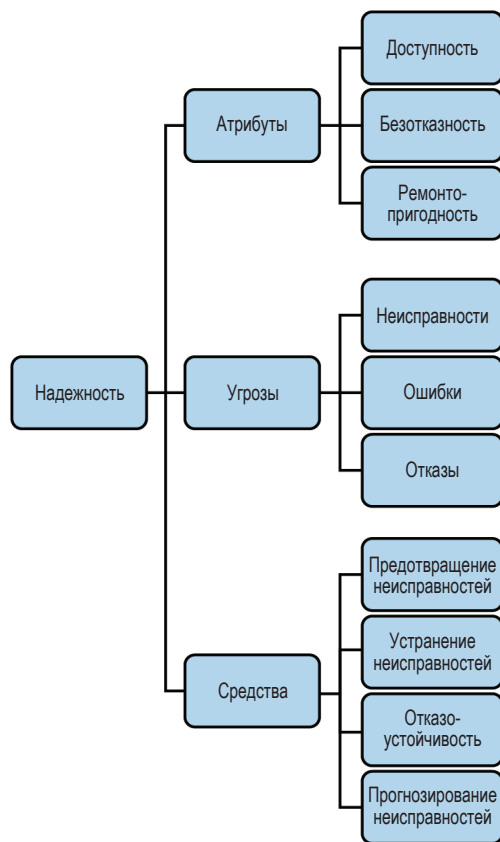 Надежность
Атрибуты
Доступность
Безотказность
Ремонто-
пригодность
Угрозы
Неисправности
Ошибки
Отказы
Средства
Предотвращение
неисправностей
Устранение
неисправностей
Отказо-
устойчивость
Прогнозирование
неисправностей